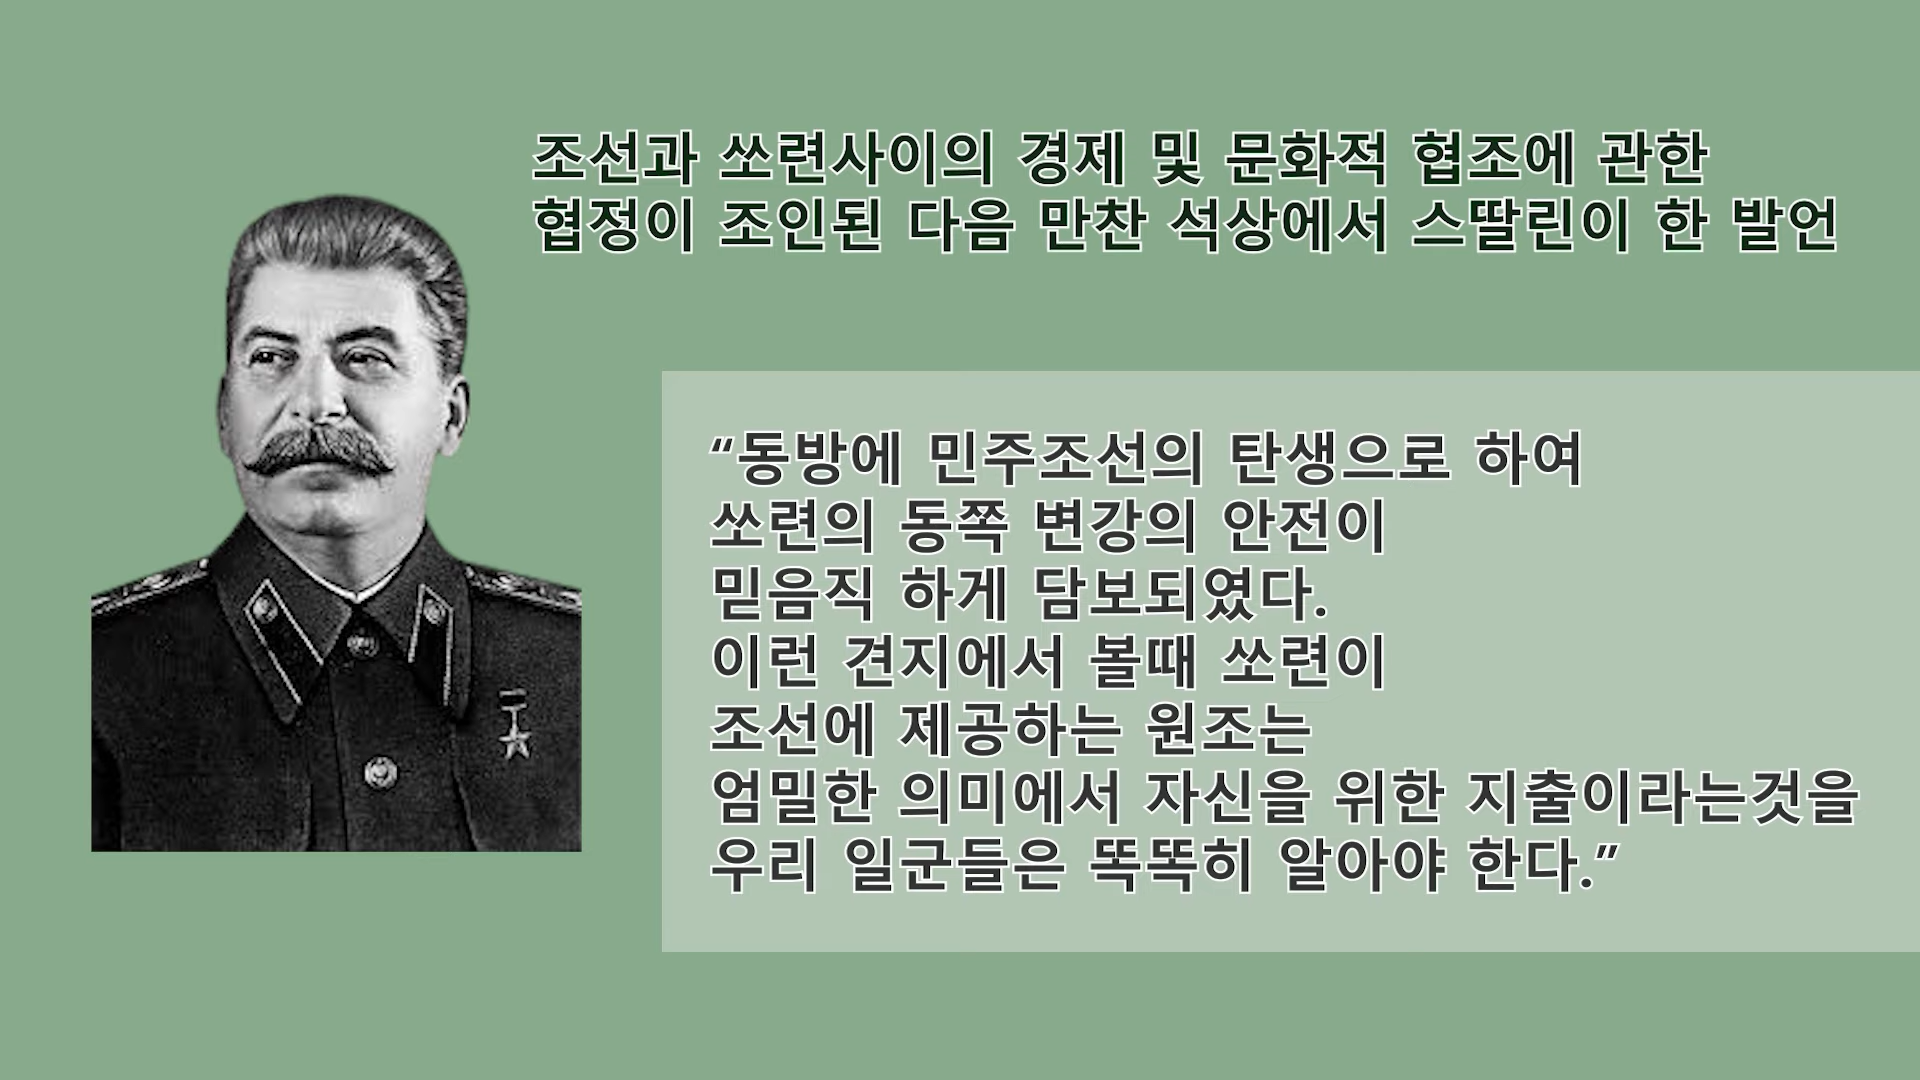 조선과 쏘련사이의 경제 및 문화적 협조에 관한
협정이 조인된 다음 만찬 석상에서 스딸린이 한 발언
“동방에 민주조선의 탄생으로 하여
쏘련의 동쪽 변강의 안전이
믿음직 하게 담보되였다.
이런 견지에서 볼때 쏘련이
조선에 제공하는 원조는
엄밀한 의미에서 자신을 위한 지출이라는것을
우리 일군들은 똑똑히 알아야 한다.”